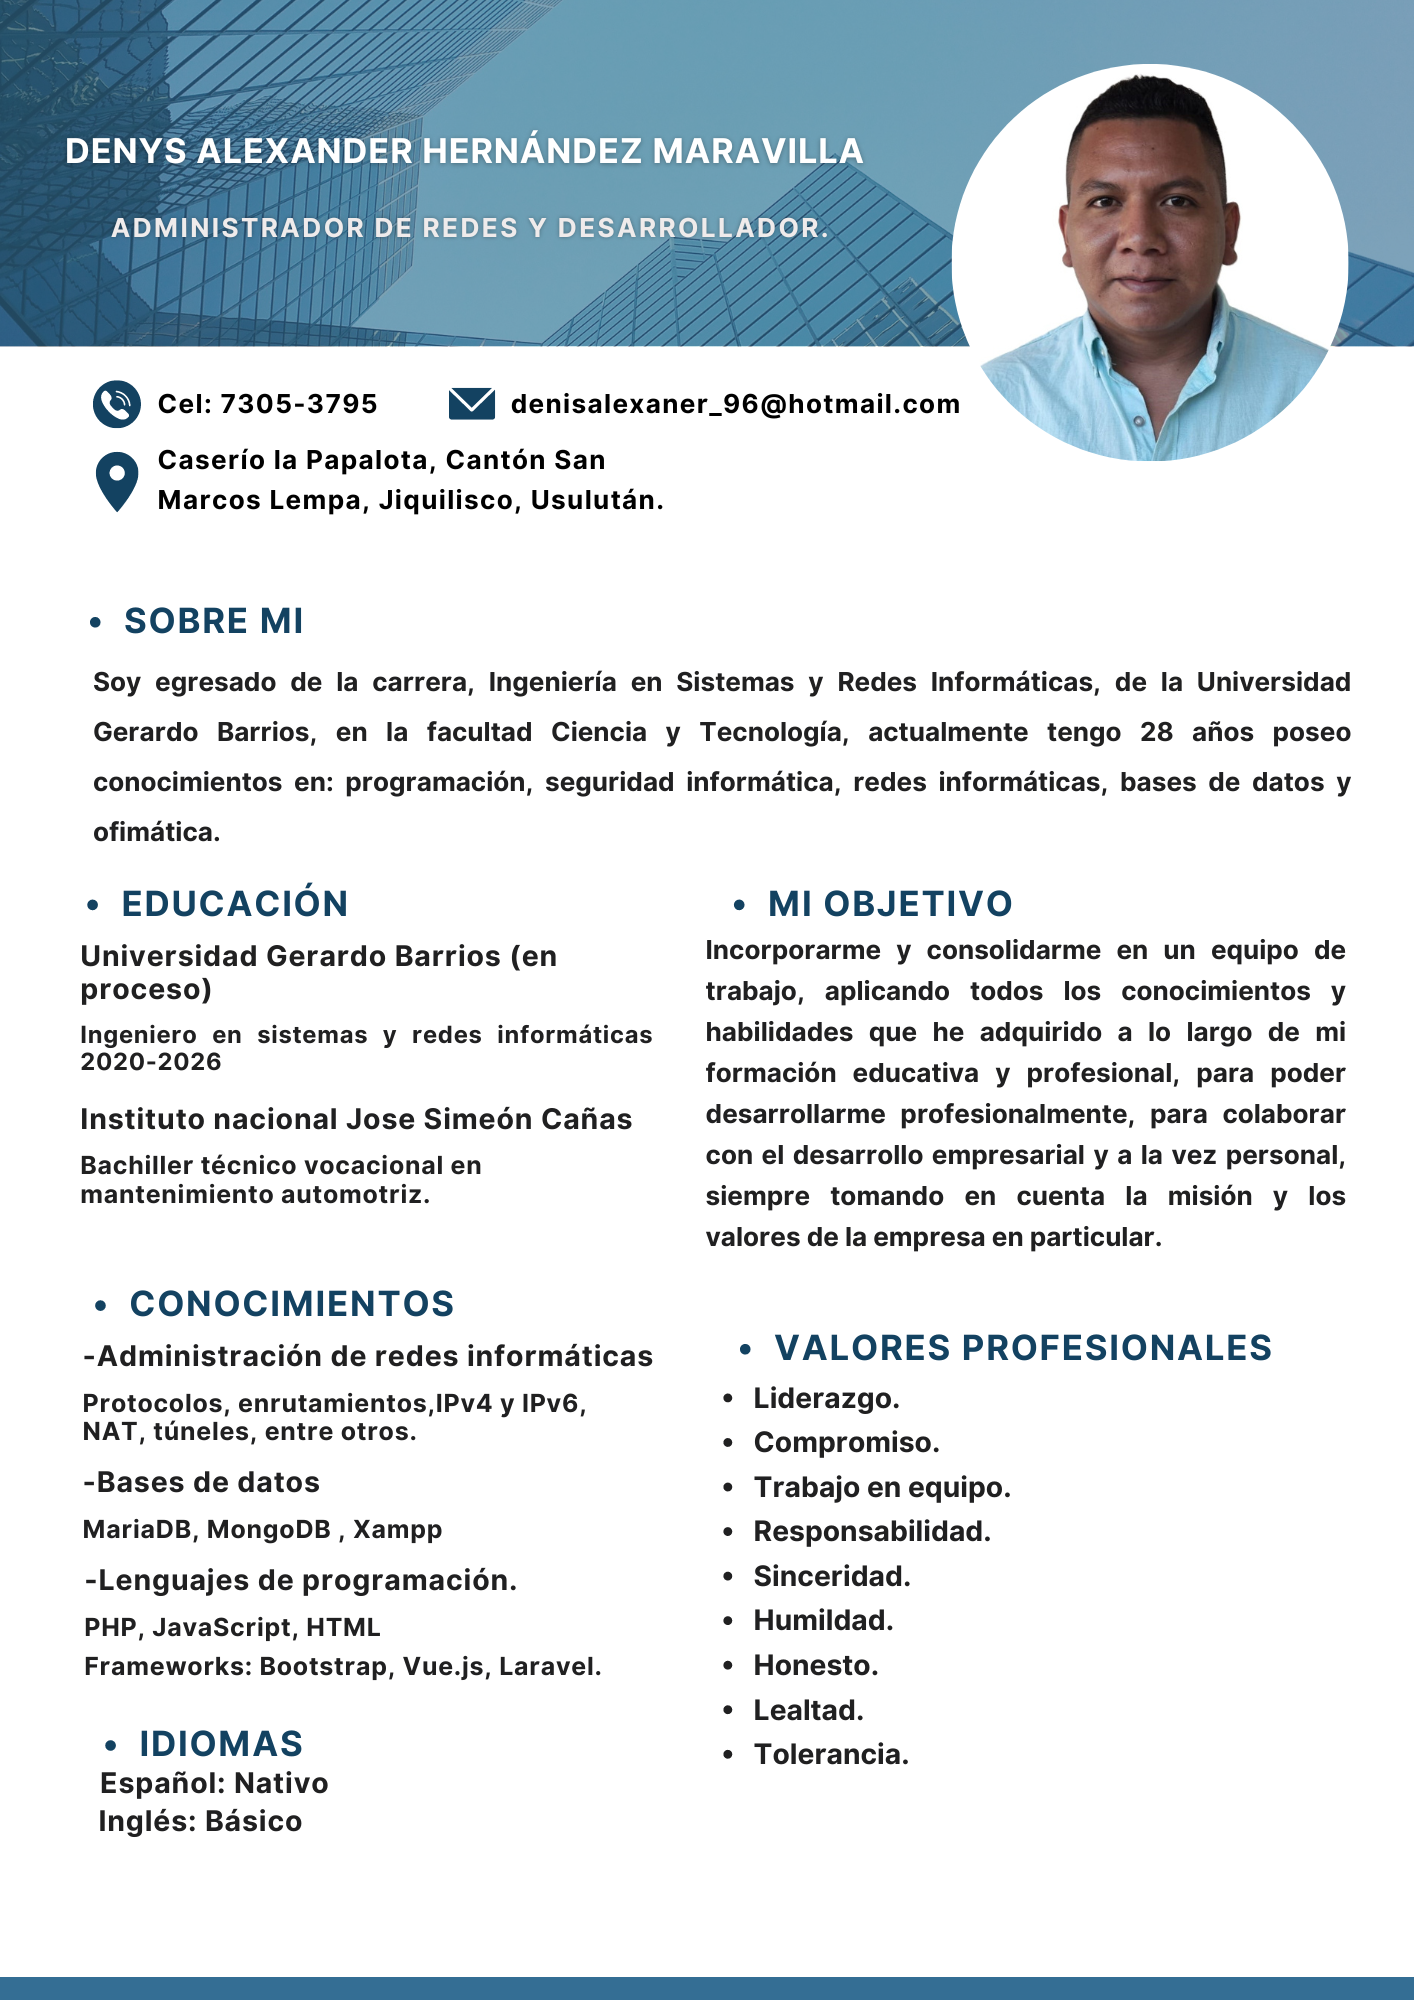 DENYS ALEXANDER HERNÁNDEZ MARAVILLA
ADMINISTRADOR DE REDES Y DESARROLLADOR.
Cel: 7305-3795
denisalexaner_96@hotmail.com
Caserío la Papalota, Cantón San
Marcos Lempa, Jiquilisco, Usulután.
• SOBRE MI
Soy egresado de la carrera, Ingeniería en Sistemas y Redes Informáticas, de la Universidad
Gerardo Barrios, en la facultad Ciencia y Tecnología, actualmente tengo 28 años poseo
conocimientos en: programación, seguridad informática, redes informáticas, bases de datos y
ofimática.
• EDUCACIÓN
Universidad Gerardo Barrios (en
proceso)
Ingeniero en sistemas y redes informáticas
2020-2026
Instituto nacional Jose Simeón Cañas
Bachiller técnico vocacional en
mantenimiento automotriz.
• CONOCIMIENTOS
-Administración de redes informáticas
Protocolos, enrutamientos,IPv4 y IPv6,
NAT, túneles, entre otros.
-Bases de datos
MariaDB, MongoDB , Xampp
-Lenguajes de programación.
PHP, JavaScript, HTML
Frameworks: Bootstrap, Vue.js, Laravel.
• IDIOMAS
Español: Nativo
Inglés: Básico
• MI OBJETIVO
Incorporarme y consolidarme en un equipo de
trabajo, aplicando todos los conocimientos y
habilidades que he adquirido a lo largo de mi
formación educativa y profesional, para poder
desarrollarme profesionalmente, para colaborar
con el desarrollo empresarial y a la vez personal,
siempre tomando en cuenta la misión y los
valores de la empresa en particular.
• VALORES PROFESIONALES
• Liderazgo.
• Compromiso.
• Trabajo en equipo.
• Responsabilidad.
• Sinceridad.
• Humildad.
• Honesto.
• Lealtad.
• Tolerancia.